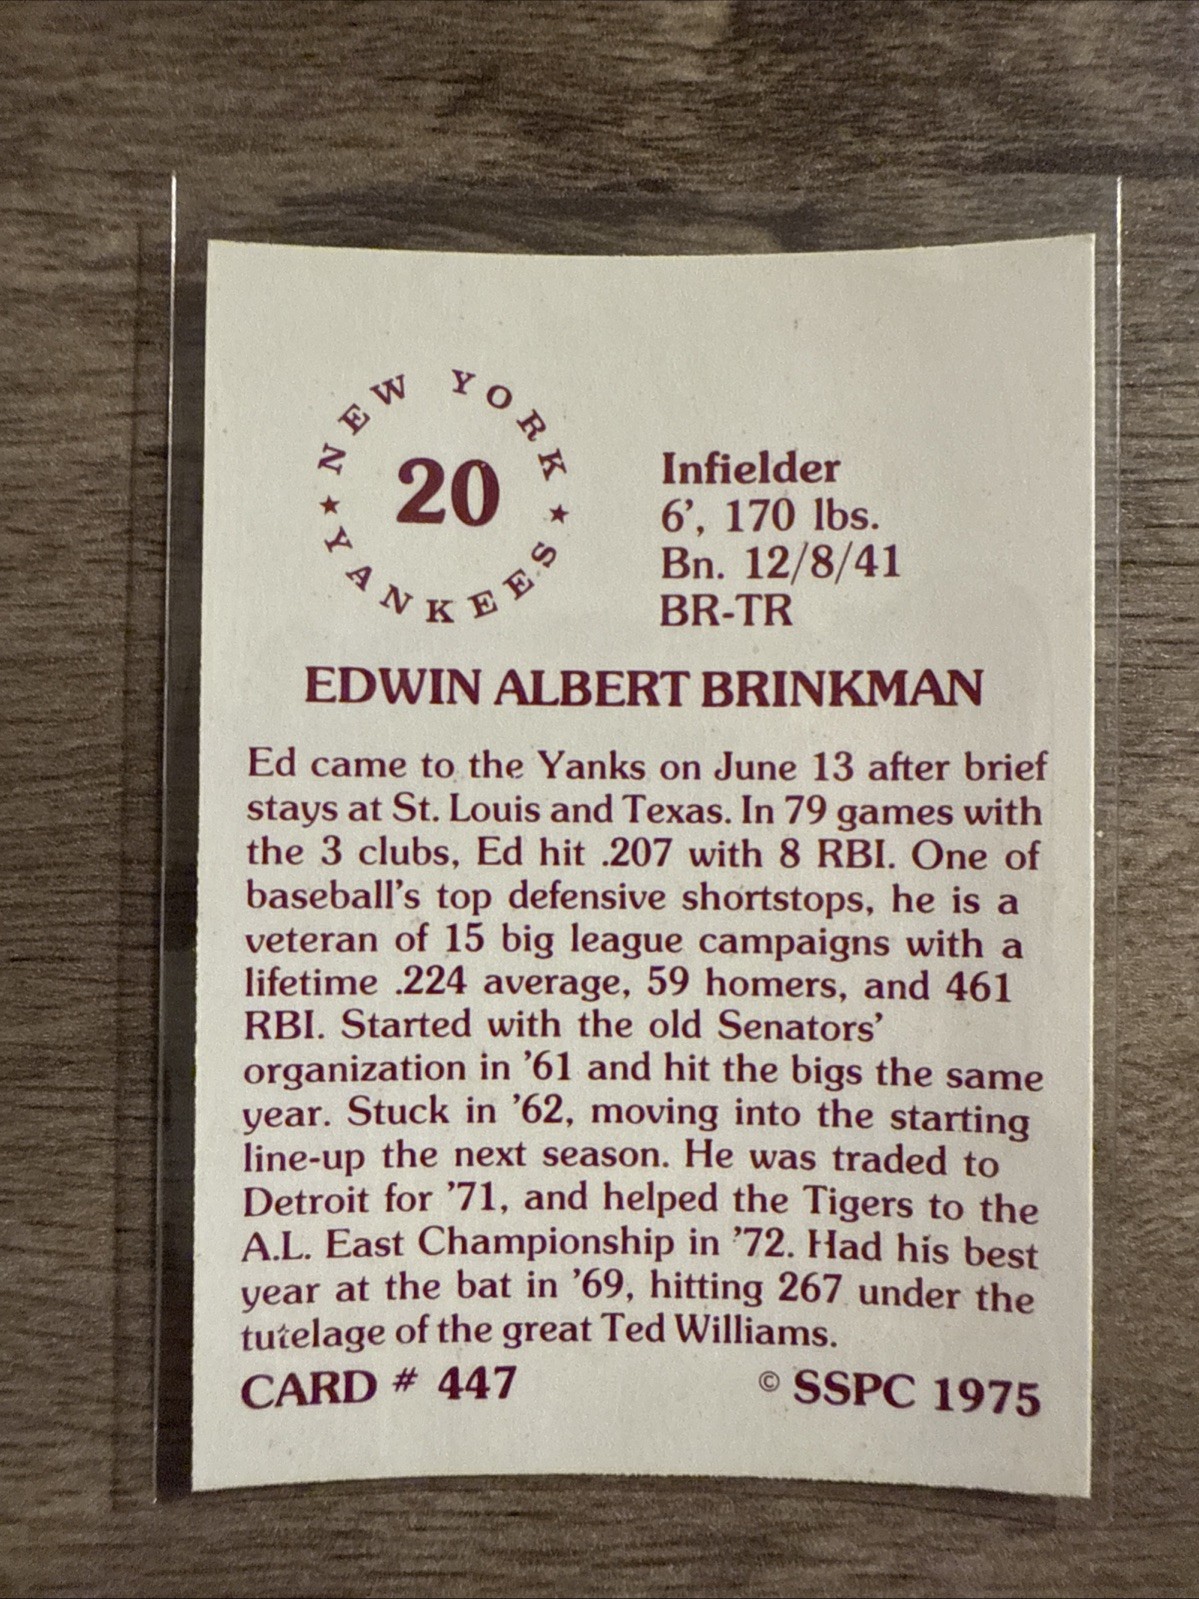 ★ NEW YORK ★
20
YANKEES
Infielder
6', 170 lbs.
Bn. 12/8/41
BR-TR
EDWIN ALBERT BRINKMAN
Ed came to the Yanks on June 13 after brief
stays at St. Louis and Texas. In 79 games with
the 3 clubs, Ed hit .207 with 8 RBI. One of
baseball's top defensive shortstops, he is a
veteran of 15 big league campaigns with a
lifetime .224 average, 59 homers, and 461
RBI. Started with the old Senators'
organization in '61 and hit the bigs the same
year. Stuck in '62, moving into the starting
line-up the next season. He was traded to
Detroit for '71, and helped the Tigers to the
A.L. East Championship in '72. Had his best
year at the bat in '69, hitting 267 under the
tutelage of the great Ted Williams.
CARD # 447
© SSPC 1975